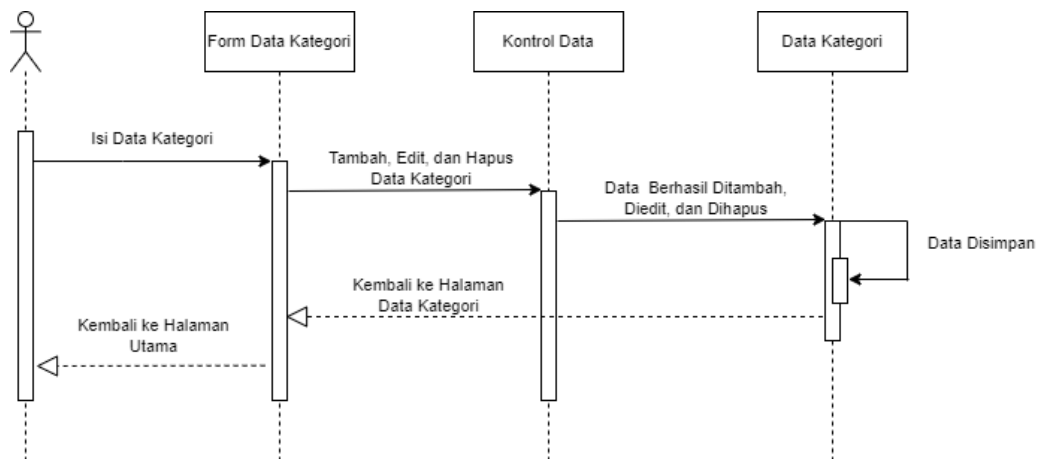 Form Data Kategori
Kontrol Data
Data Kategori
Isi Data Kategori
Tambah, Edit, dan Hapus
Data Kategori
Data Berhasil Ditambah,
Diedit, dan Dihapus
Data Disimpan
Kembali ke Halaman
Data Kategori
Kembali ke Halaman
Utama